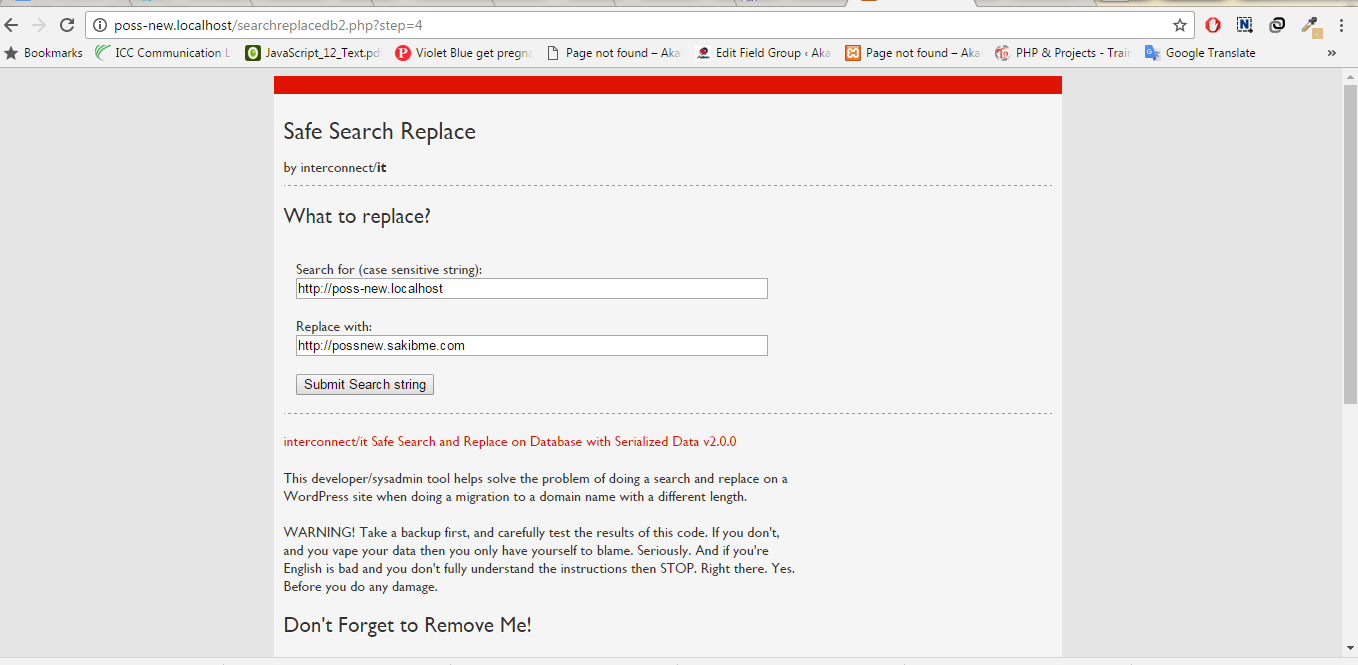 poss-new.localhost/searchreplacedb2.php?step=4
Bookmarks ICC Communication L JavaScript_12_Text.pd Violet Blue get pregna Page not found – Aka Edit Field Group ‹ Aka Page not found – Aka PHP & Projects - Train Google Translate »
Safe Search Replace
by interconnect/it
What to replace?
Search for (case sensitive string):
http://poss-new.localhost
Replace with:
http://possnew.sakibme.com
Submit Search string
interconnect/it Safe Search and Replace on Database with Serialized Data v2.0.0
This developer/sysadmin tool helps solve the problem of doing a search and replace on a
WordPress site when doing a migration to a domain name with a different length.
WARNING! Take a backup first, and carefully test the results of this code. If you don't,
and you vape your data then you only have yourself to blame. Seriously. And if you're
English is bad and you don't fully understand the instructions then STOP. Right there. Yes.
Before you do any damage.
Don't Forget to Remove Me!